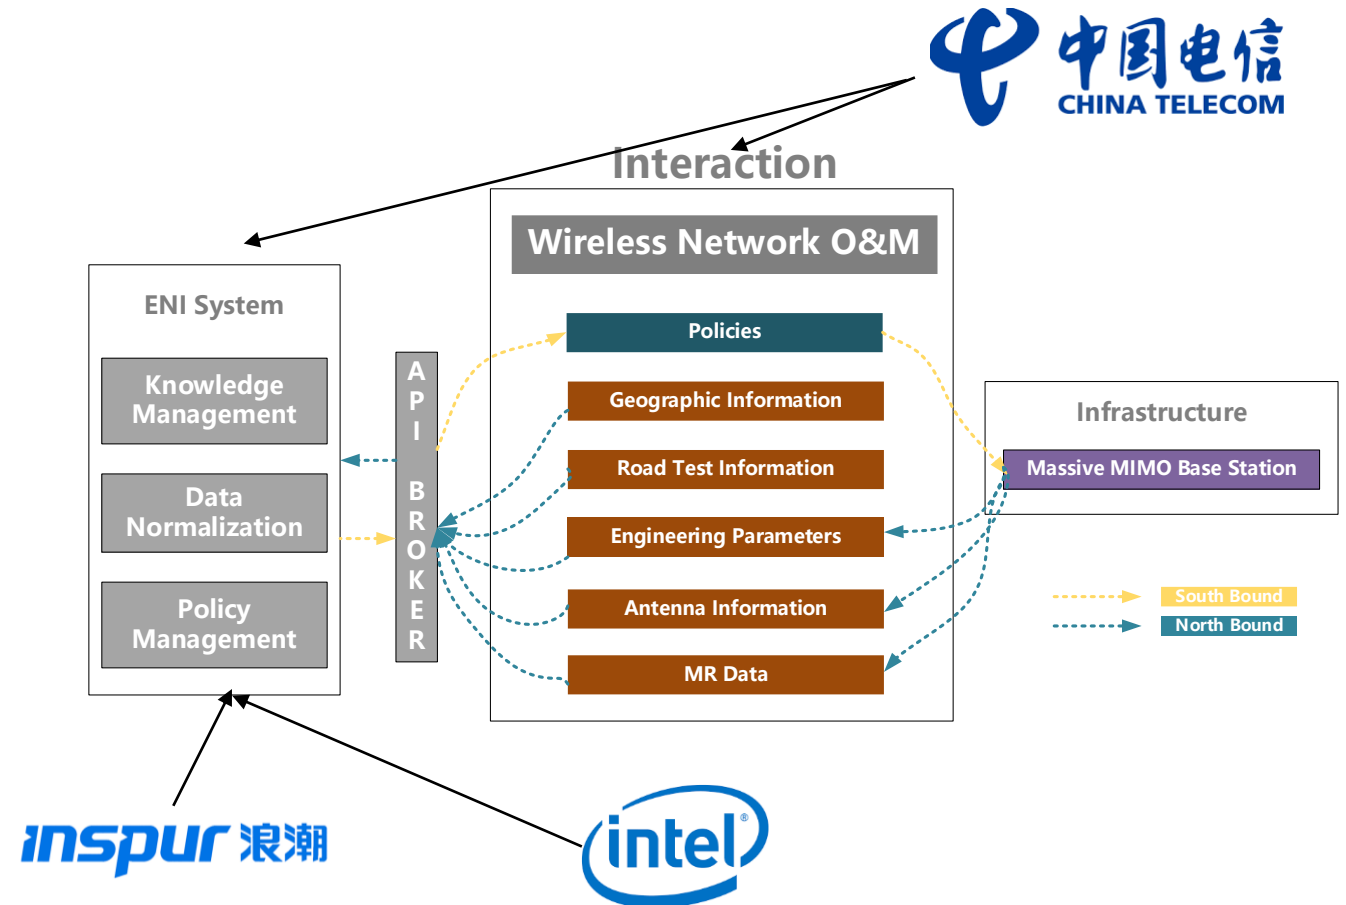 中国电信
CHINA TELECOM
Interaction
Wireless Network O&M
ENI System
Knowledge
Management
Data
Normalization
Policy
Management
API BROKER
Policies
Geographic Information
Road Test Information
Engineering Parameters
Antenna Information
MR Data
Infrastructure
Massive MIMO Base Station
South Bound
North Bound
inspur 浪潮
intel®